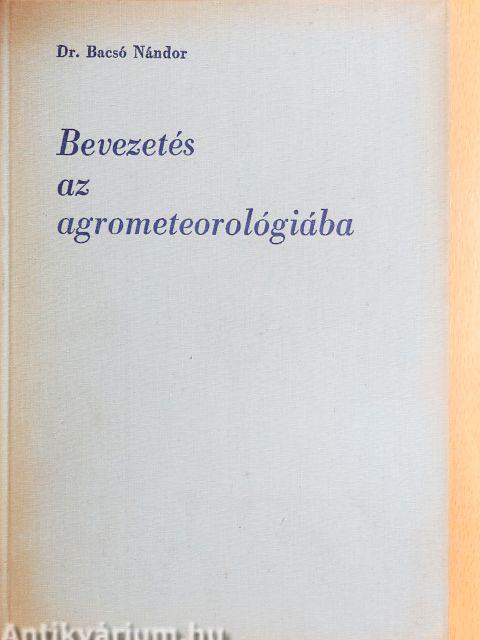 Dr. Bacsó Nándor
Bevezetés
az
agrometeorológiába
Antikvárium.hu